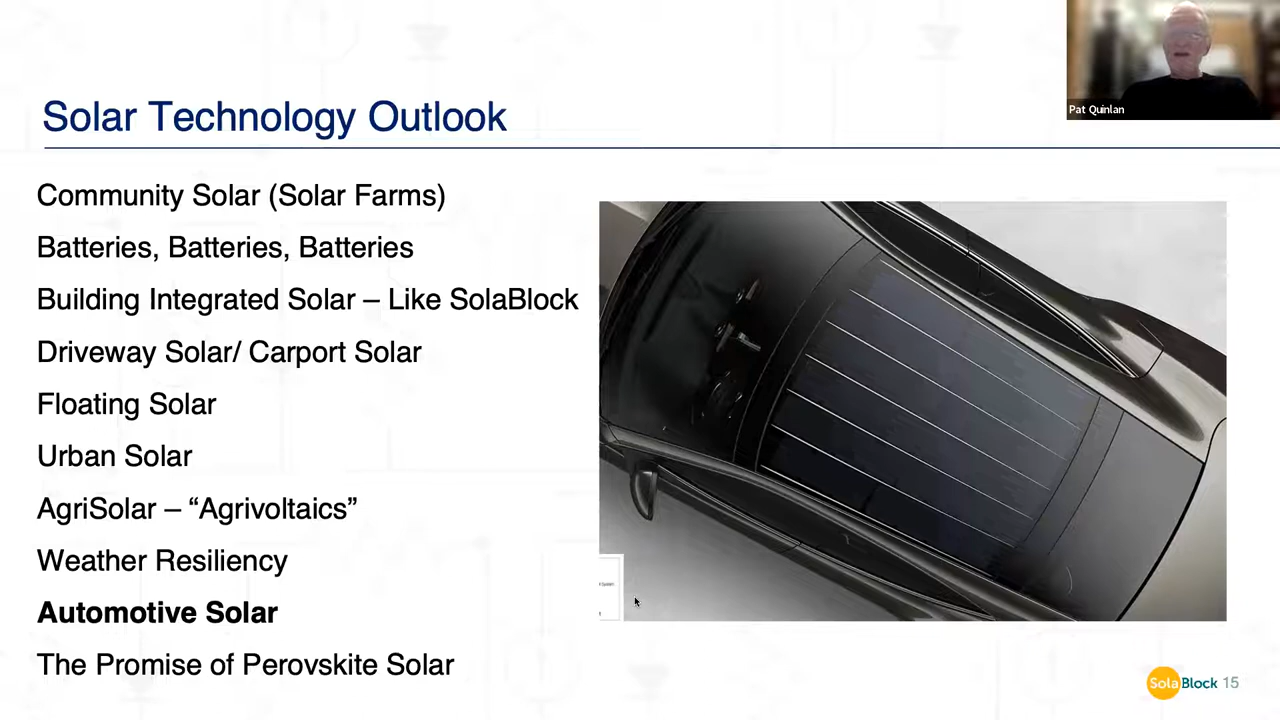 Pat Quinlan
Solar Technology Outlook
Community Solar (Solar Farms)
Batteries, Batteries, Batteries
Building Integrated Solar – Like SolaBlock
Driveway Solar/ Carport Solar
Floating Solar
Urban Solar
AgriSolar – “Agrivoltaics”
Weather Resiliency
Automotive Solar
The Promise of Perovskite Solar
SolaBlock 15